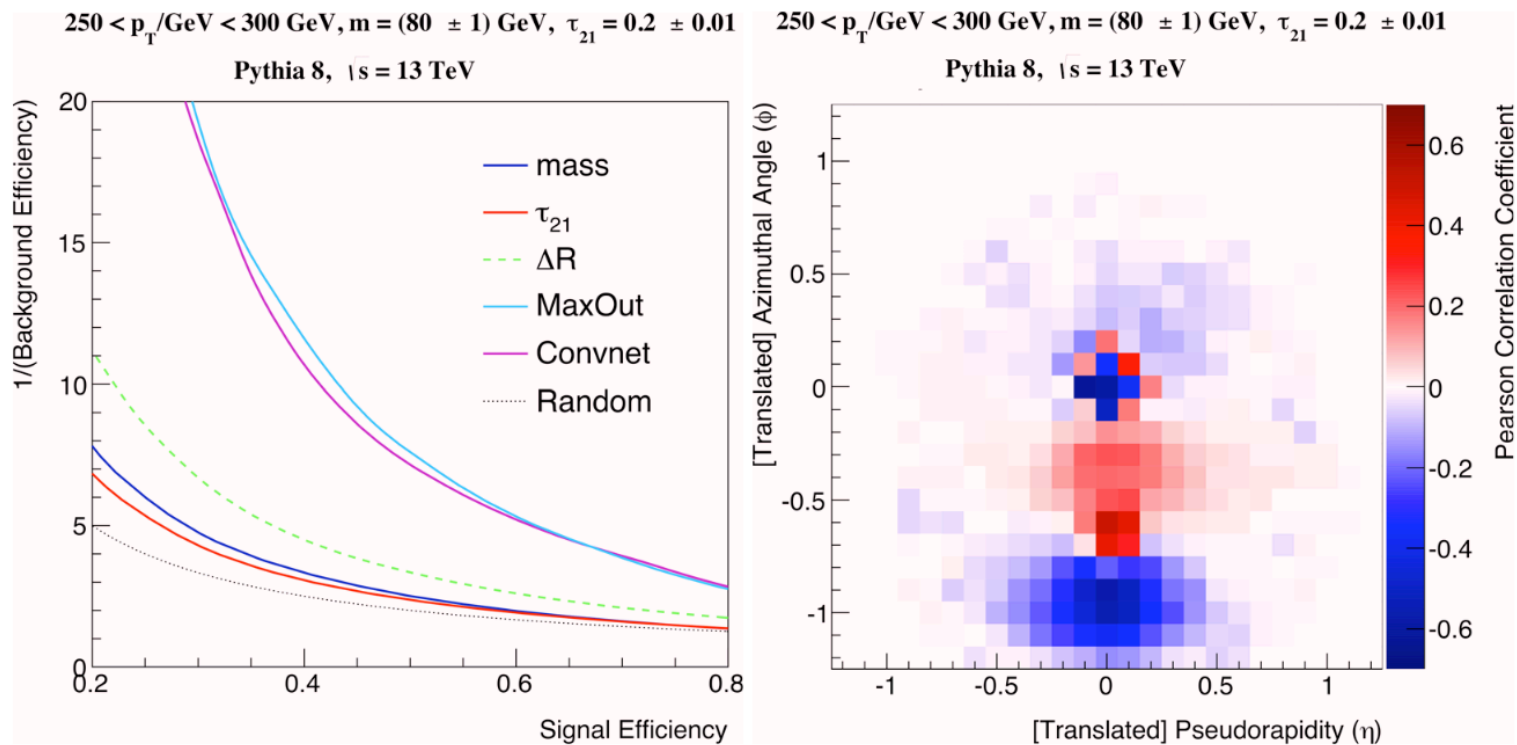 250 < p_T/GeV < 300 GeV, m = (80 ± 1) GeV, τ_21 = 0.2 ± 0.01
Pythia 8, √s = 13 TeV
1/(Background Efficiency)
20
15
10
5
0
mass
τ_21
ΔR
MaxOut
Convnet
Random
0.2
0.4
0.6
0.8
Signal Efficiency
250 < p_T/GeV < 300 GeV, m = (80 ± 1) GeV, τ_21 = 0.2 ± 0.01
Pythia 8, √s = 13 TeV
[Translated] Azimuthal Angle (ϕ)
1
0.5
0
-0.5
-1
-1
-0.5
0
0.5
1
[Translated] Pseudorapidity (η)
0.6
0.4
0.2
0
-0.2
-0.4
-0.6
Pearson Correlation Coefficient